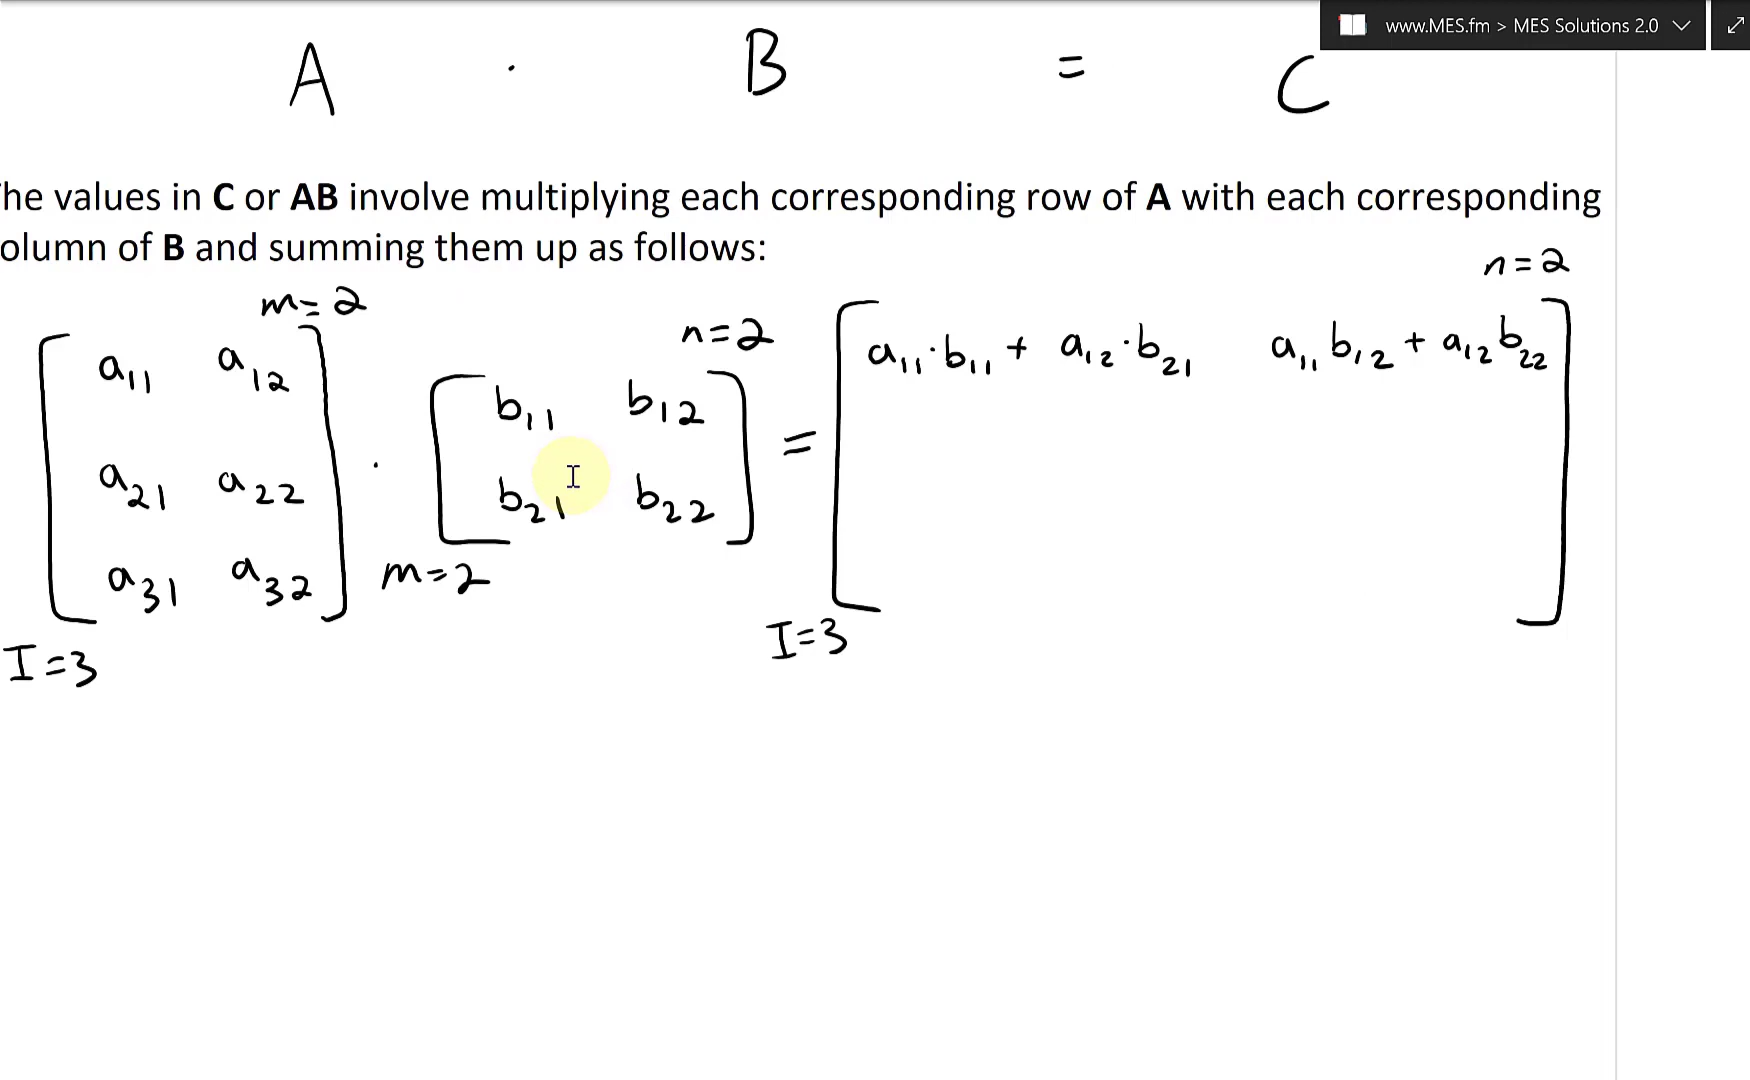 www.MES.fm > MES Solutions 2.0
A · B = C
he values in C or AB involve multiplying each corresponding row of A with each corresponding
olumn of B and summing them up as follows:
n=2
m=2
n=2
a11 a12
b11 b12
= a11·b11 + a12·b21 a11b12 + a12b22
a21 a22
·
b21 b22
a31 a32
m=2
I=3
I=3